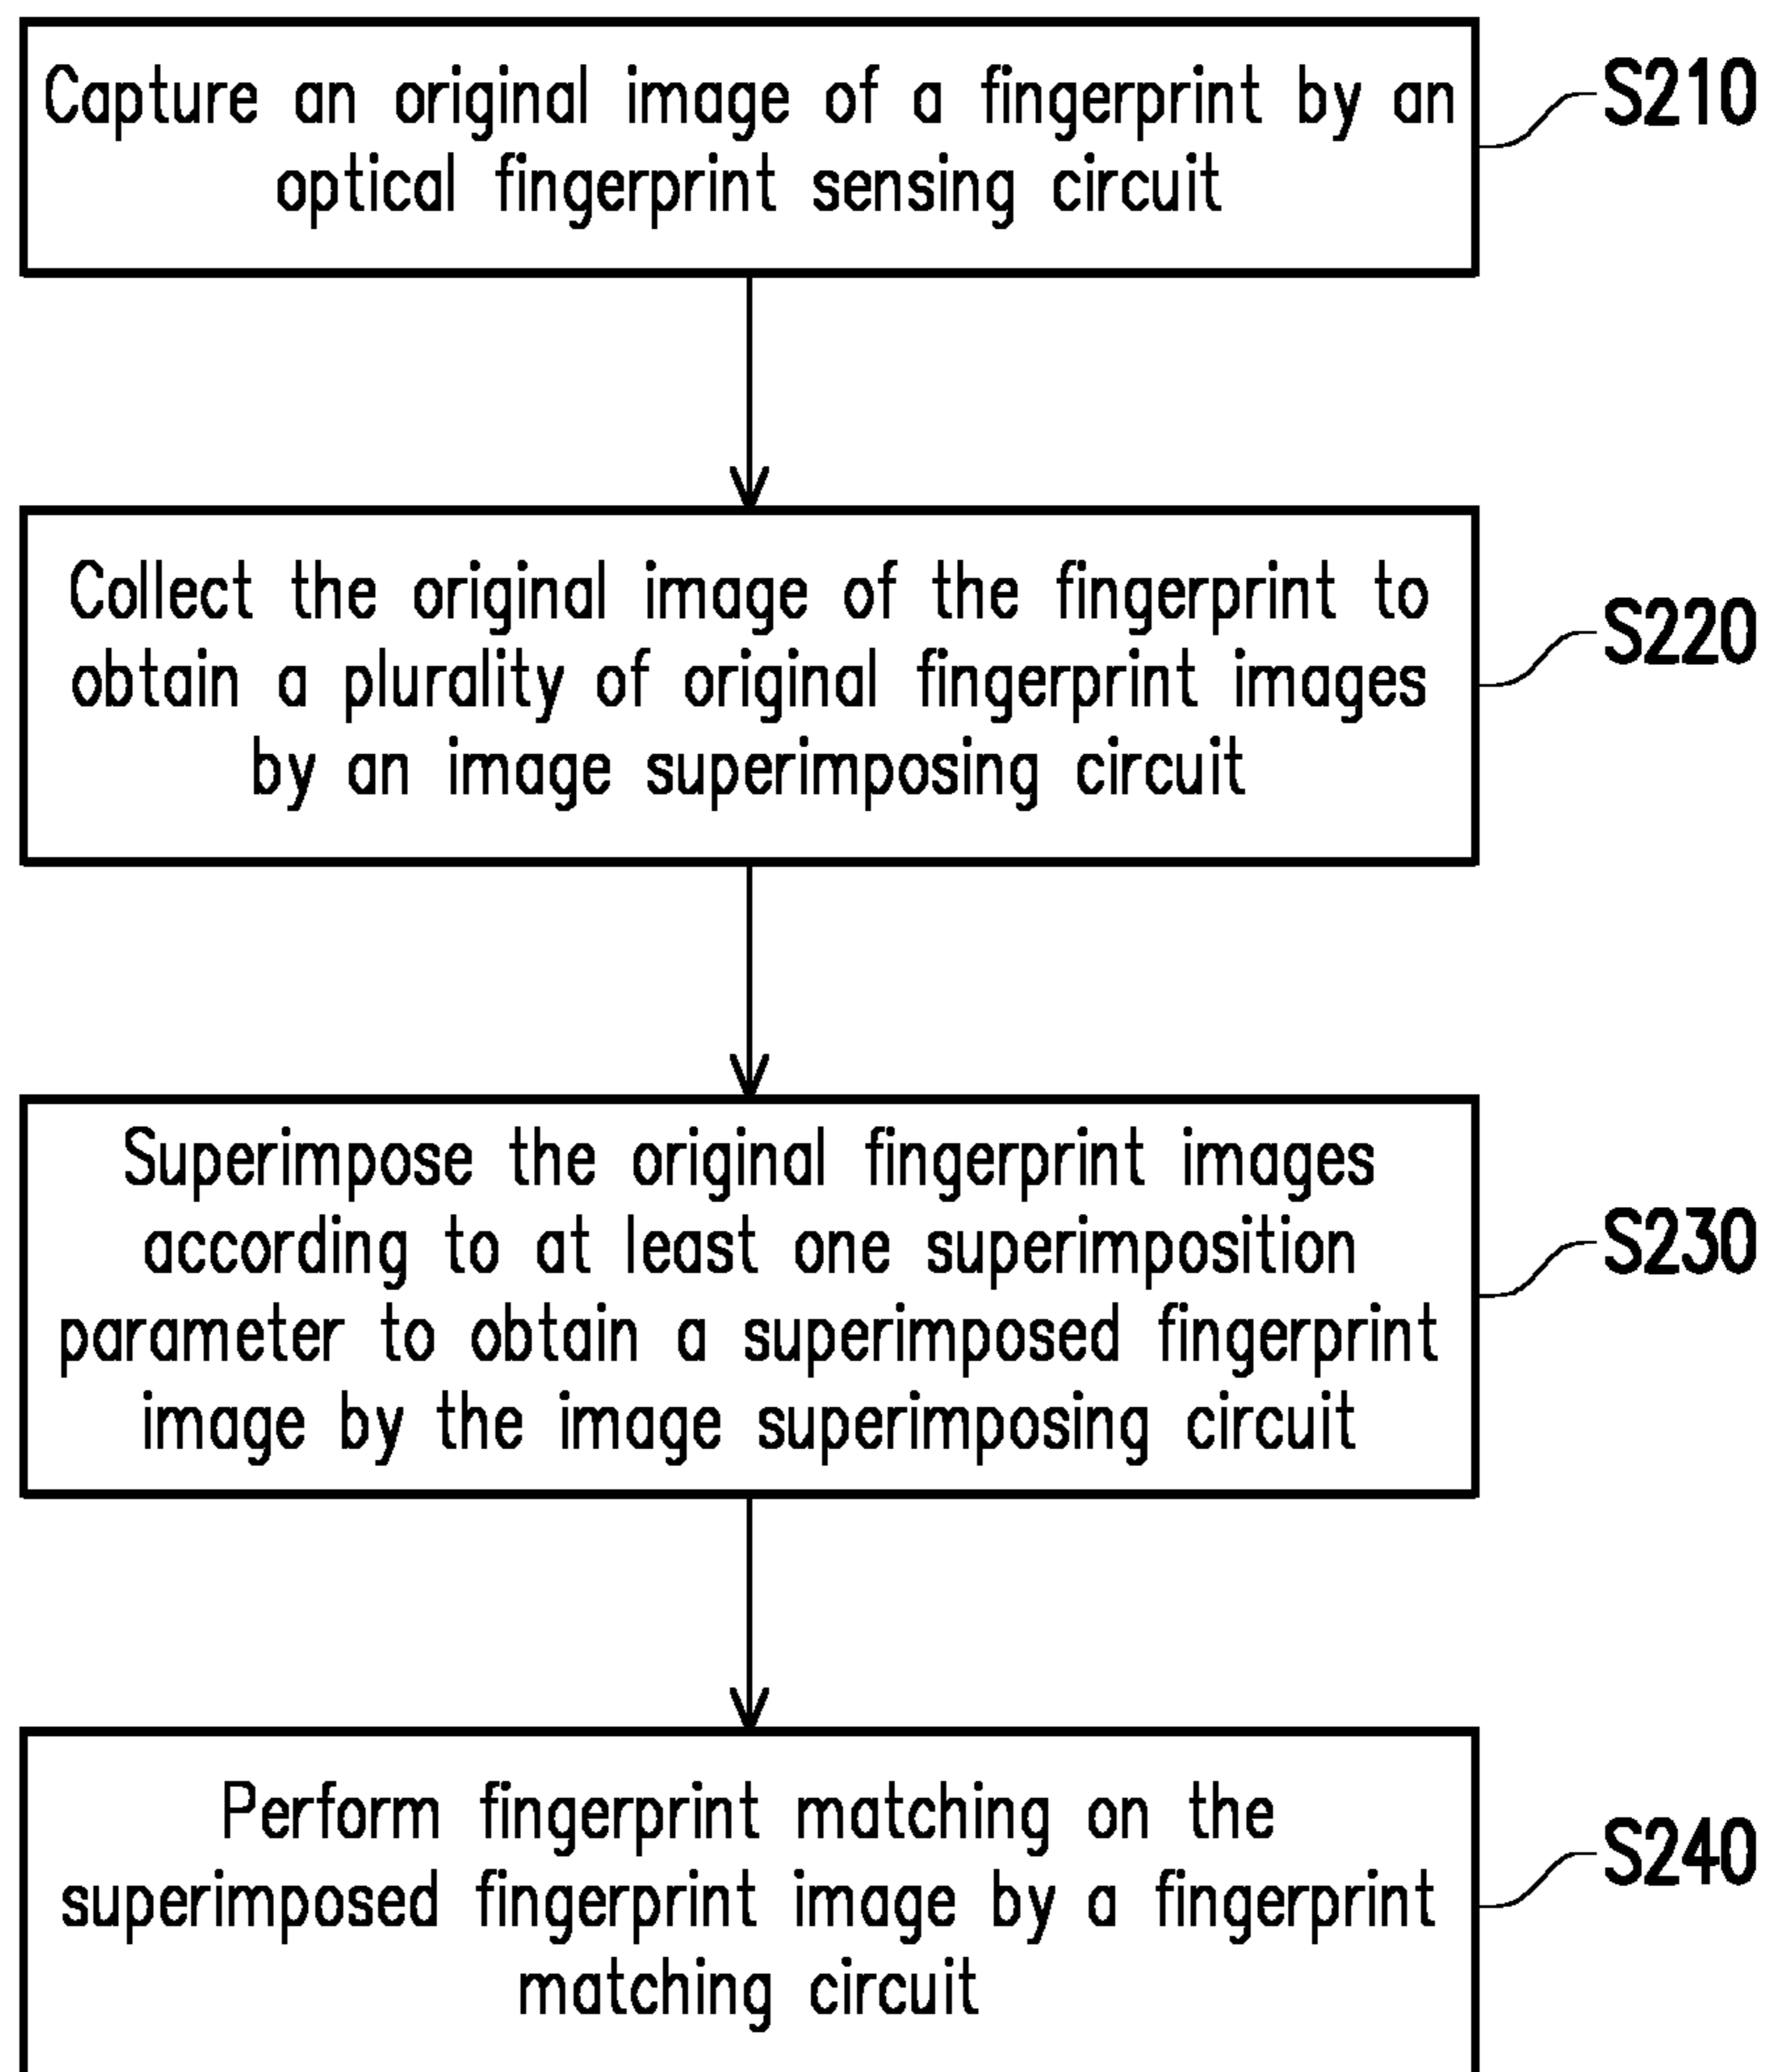 Capture an original image of a fingerprint by an
optical fingerprint sensing circuit
S210
Collect the original image of the fingerprint to
obtain a plurality of original fingerprint images
by an image superimposing circuit
S220
Superimpose the original fingerprint images
according to at least one superimposition
parameter to obtain a superimposed fingerprint
image by the image superimposing circuit
S230
Perform fingerprint matching on the
superimposed fingerprint image by a fingerprint
matching circuit
S240